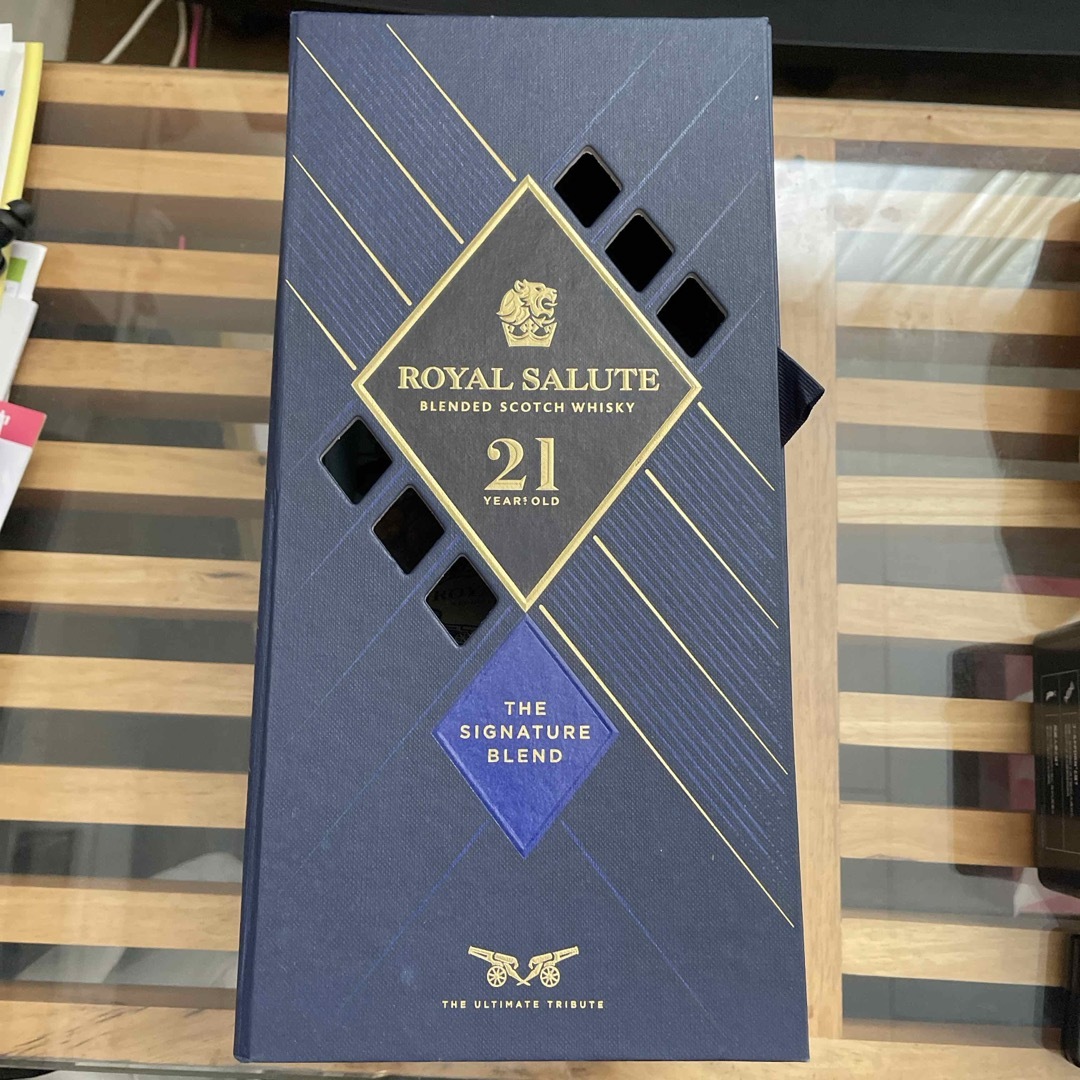 ROYAL SALUTE
BLENDED SCOTCH WHISKY
21
YEARS OLD
THE
SIGNATURE
BLEND
THE ULTIMATE TRIBUTE